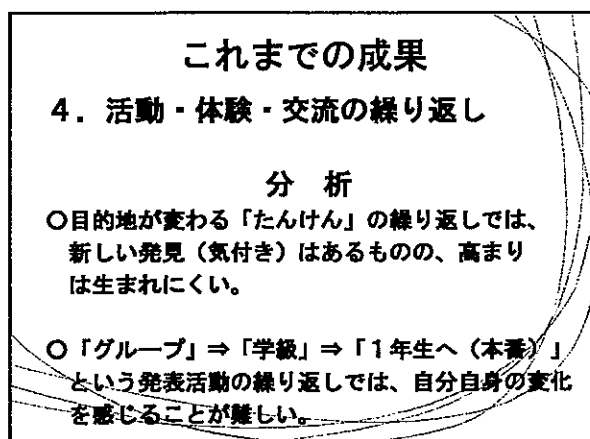 これまでの成果
４．活動・体験・交流の繰り返し
分　析
○目的地が変わる「たんけん」の繰り返しでは、
新しい発見（気付き）はあるものの、高まり
は生まれにくい。
○「グループ」⇒「学級」⇒「１年生へ（本番）」
という発表活動の繰り返しでは、自分自身の変化
を感じることが難しい。